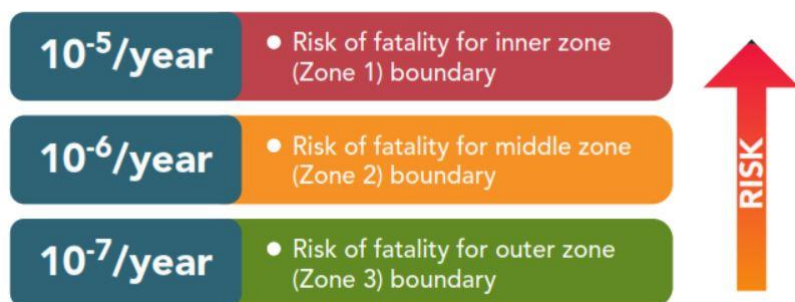 10⁻⁵/year
● Risk of fatality for inner zone
(Zone 1) boundary
10⁻⁶/year
● Risk of fatality for middle zone
(Zone 2) boundary
10⁻⁷/year
● Risk of fatality for outer zone
(Zone 3) boundary
RISK